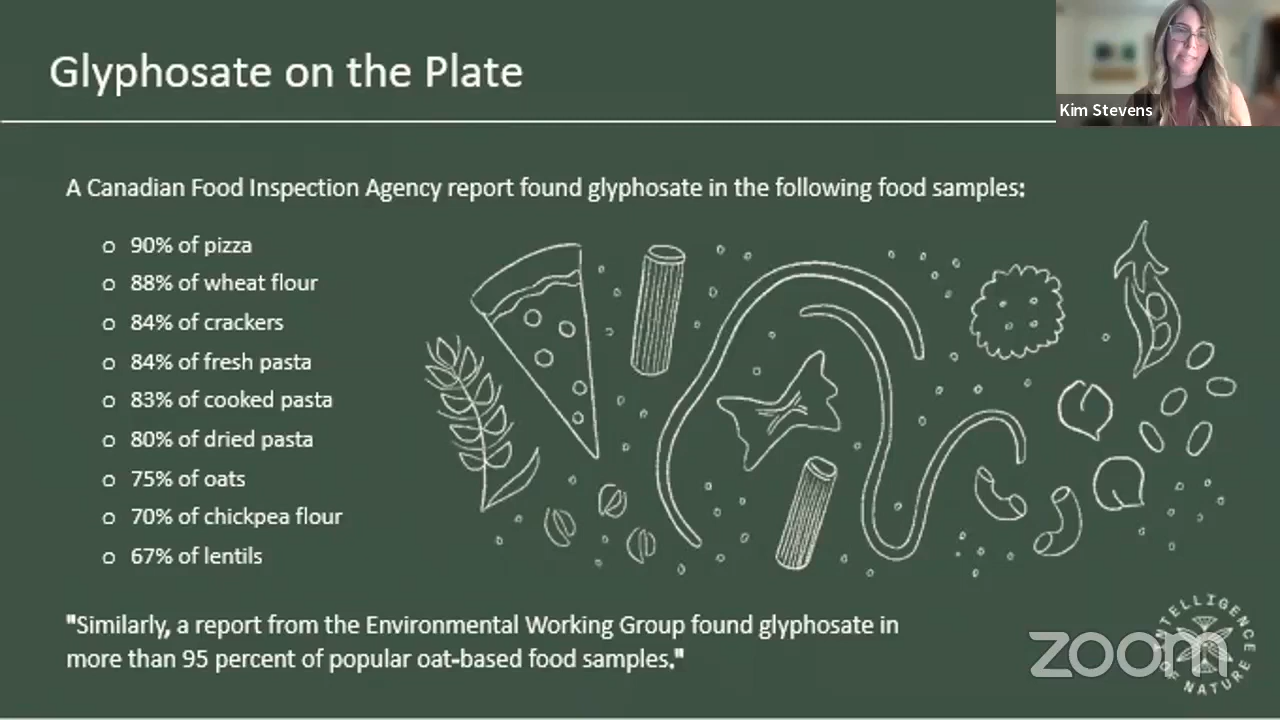 Glyphosate on the Plate
Kim Stevens
A Canadian Food Inspection Agency report found glyphosate in the following food samples:
90% of pizza
88% of wheat flour
84% of crackers
84% of fresh pasta
83% of cooked pasta
80% of dried pasta
75% of oats
70% of chickpea flour
67% of lentils
"Similarly, a report from the Environmental Working Group found glyphosate in
more than 95 percent of popular oat-based food samples."
zoom
INTELLIGENCE OF NATURE